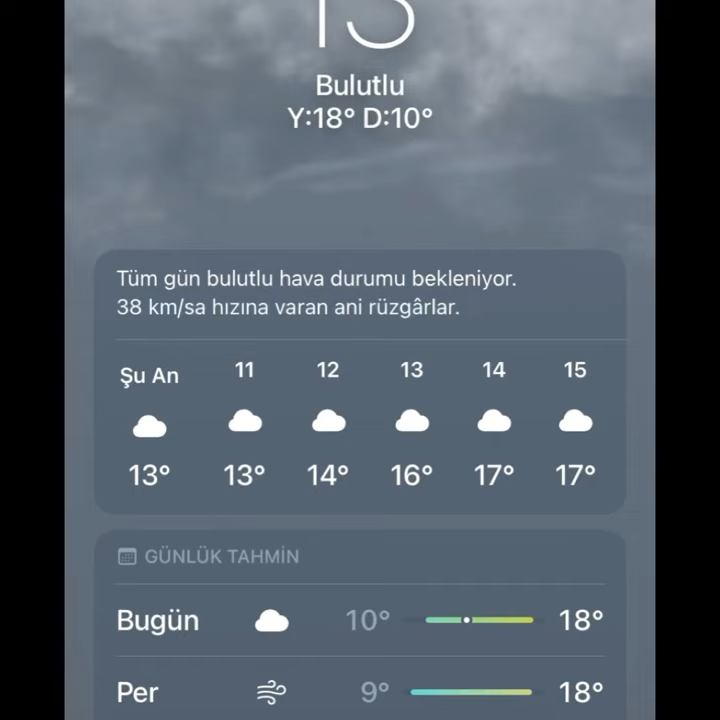 13
Bulutlu
Y:18° D:10°
Tüm gün bulutlu hava durumu bekleniyor.
38 km/sa hızına varan ani rüzgârlar.
Şu An 11 12 13 14 15
13° 13° 14° 16° 17° 17°
GÜNLÜK TAHMİN
Bugün 10° 18°
Per 9° 18°